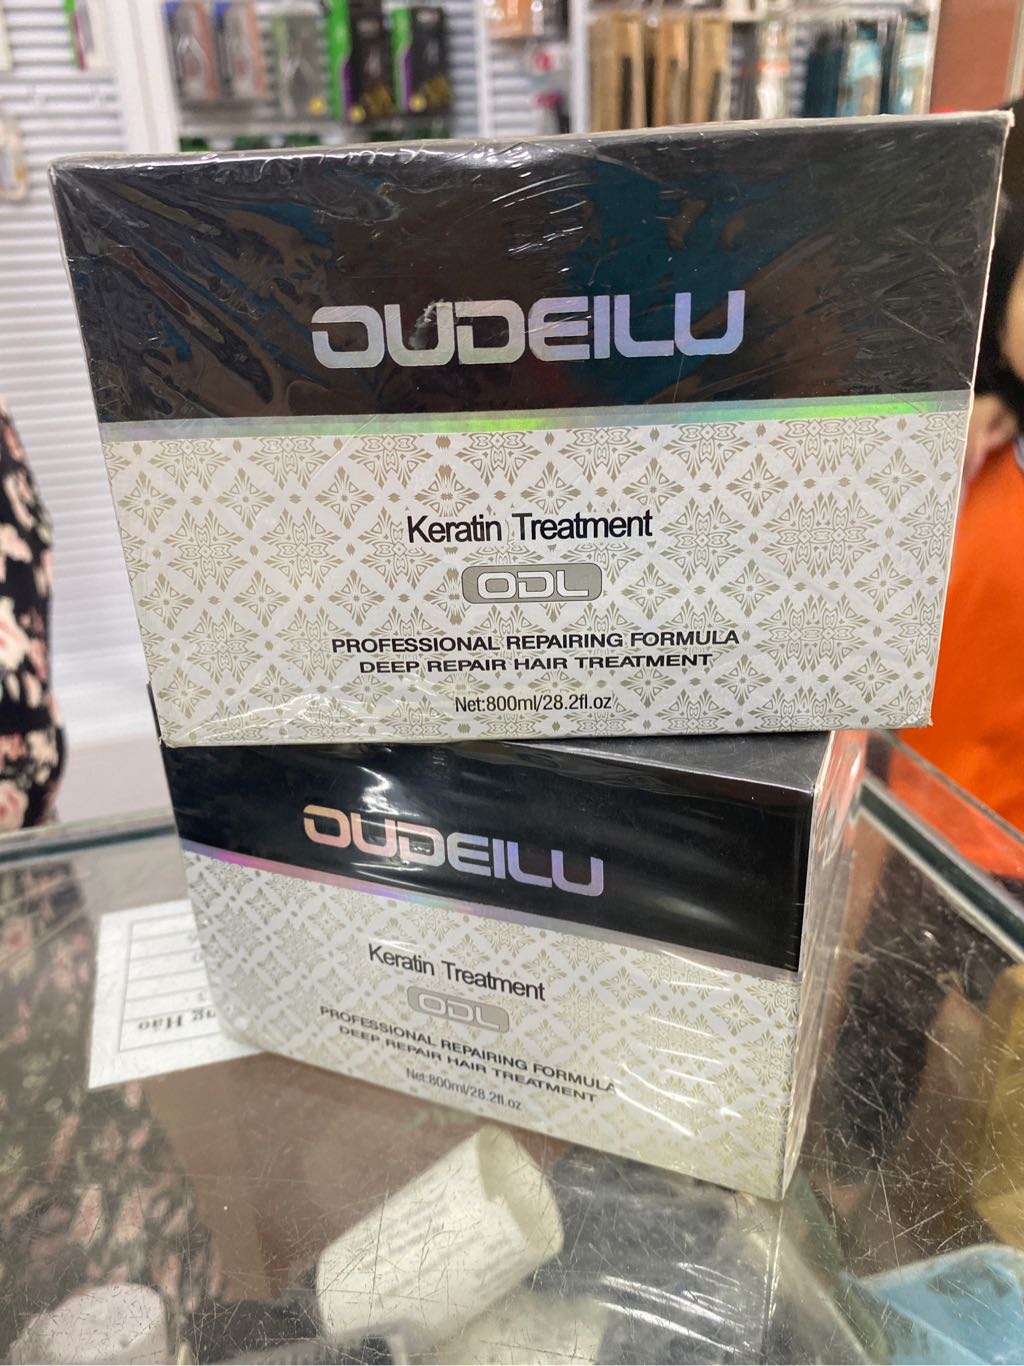 OUDEILU
Keratin Treatment
ODL
PROFESSIONAL REPAIRING FORMULA
DEEP REPAIR HAIR TREATMENT
Net:800ml/28.2fl.oz
OUDEILU
Keratin Treatment
ODL
PROFESSIONAL REPAIRING FORMULA
DEEP REPAIR HAIR TREATMENT
Net:800ml/28.2fl.oz
Hào